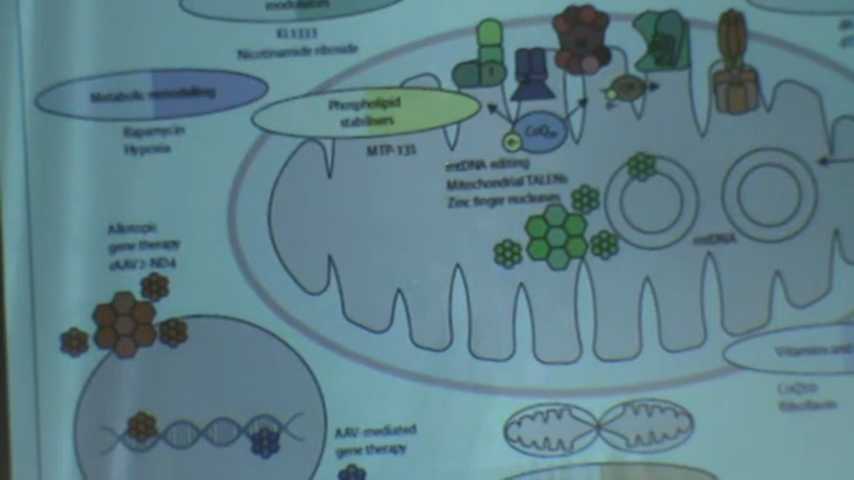 modulators
KL1333
Nicotinamide riboside
Metabolic remodelling
Rapamycin
Hypoxia
Phospholipid
stabilisers
MTP-131
CoQ₁₀
e-
mtDNA editing
Mitochondrial TALENs
Zinc finger nucleases
mtDNA
Allotopic
gene therapy
rAAV2-ND4
Vitamins and
CoQ10
Riboflavin
AAV-mediated
gene therapy